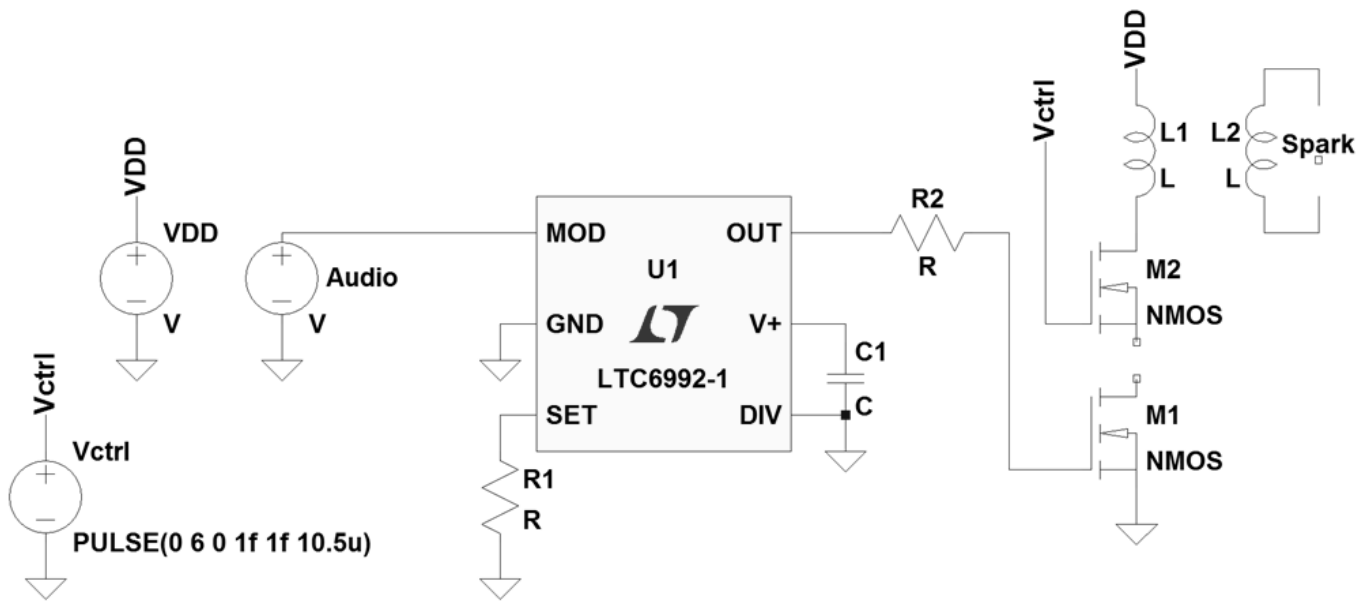 VDD
VDD
V
Audio
V
Vctrl
Vctrl
PULSE(0 6 0 1f 1f 10.5u)
MOD
OUT
U1
GND
V+
LTC6992-1
SET
DIV
R1
R
C1
C
R2
R
Vctrl
VDD
L1
L
L2
L
Spark
M2
NMOS
M1
NMOS